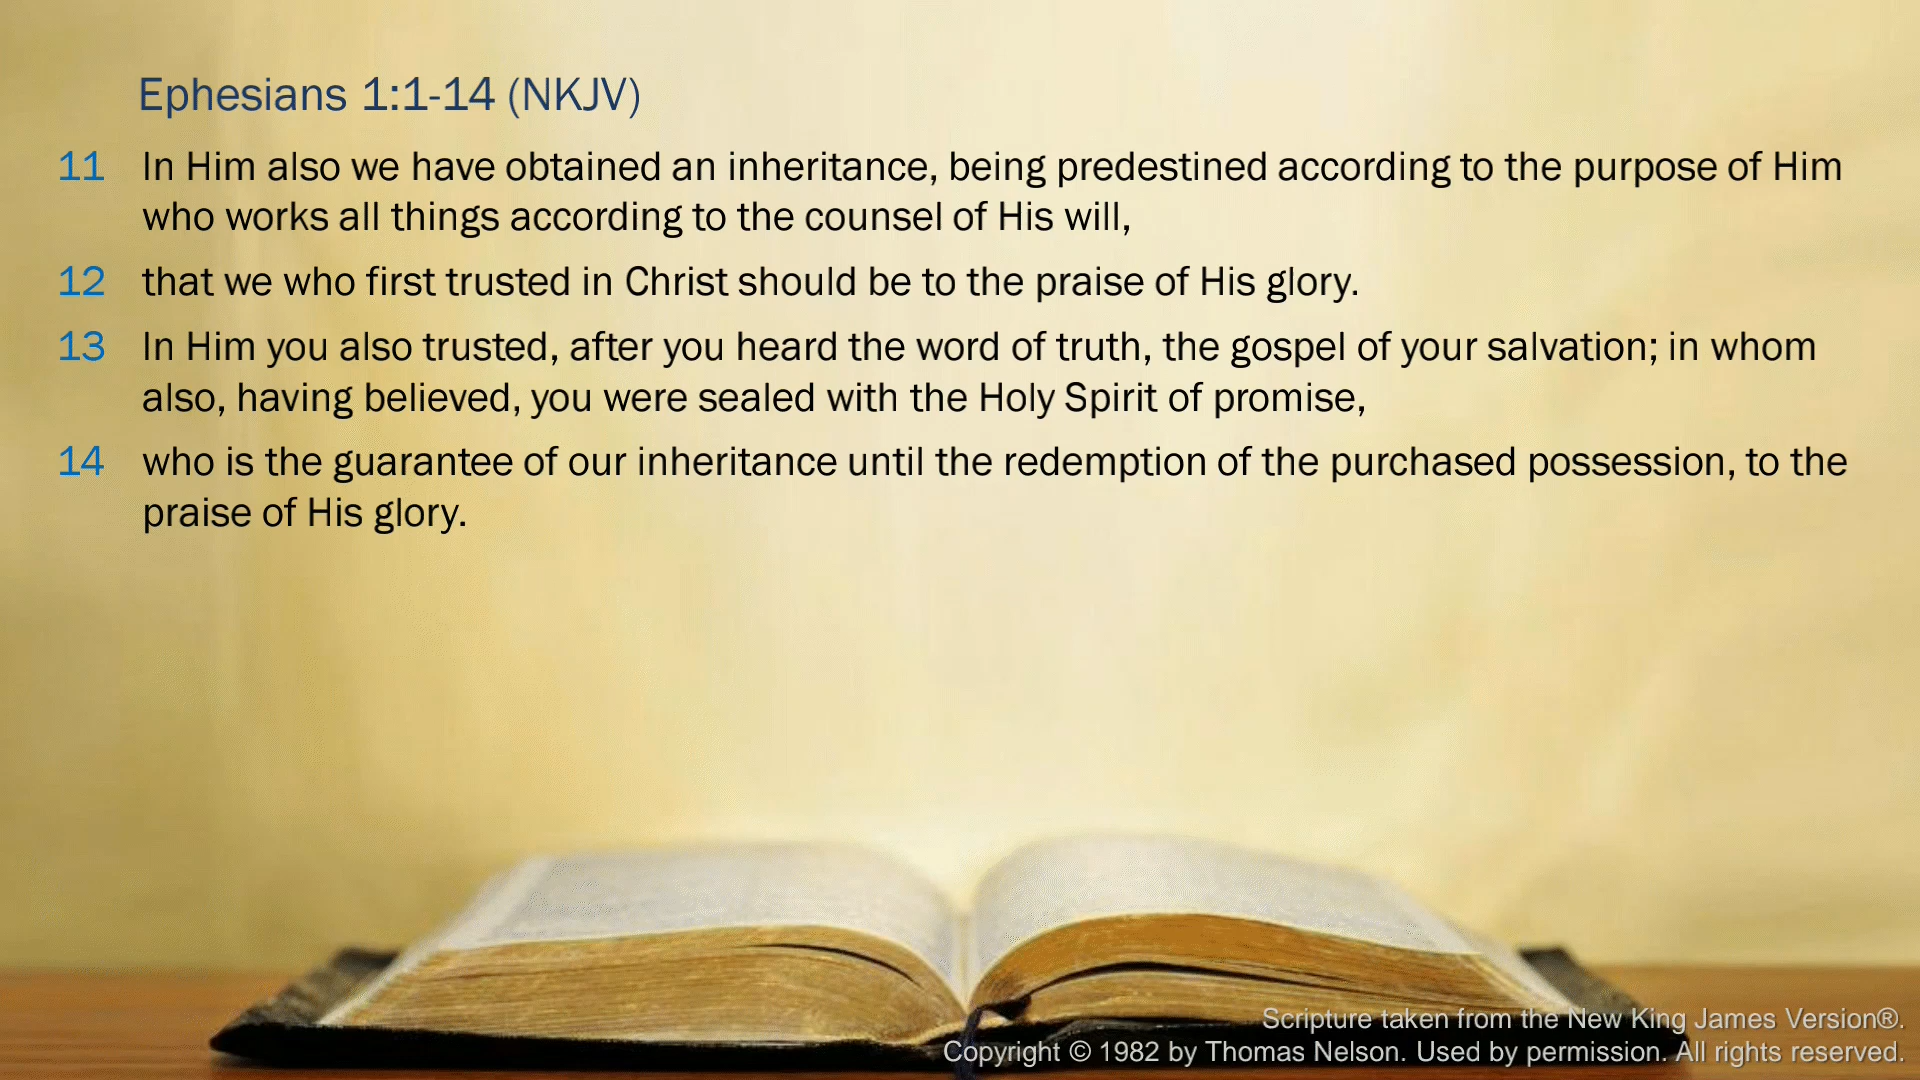 Ephesians 1:1-14 (NKJV)
11 In Him also we have obtained an inheritance, being predestined according to the purpose of Him
who works all things according to the counsel of His will,
12 that we who first trusted in Christ should be to the praise of His glory.
13 In Him you also trusted, after you heard the word of truth, the gospel of your salvation; in whom
also, having believed, you were sealed with the Holy Spirit of promise,
14 who is the guarantee of our inheritance until the redemption of the purchased possession, to the
praise of His glory.
Scripture taken from the New King James Version®.
Copyright © 1982 by Thomas Nelson. Used by permission. All rights reserved.